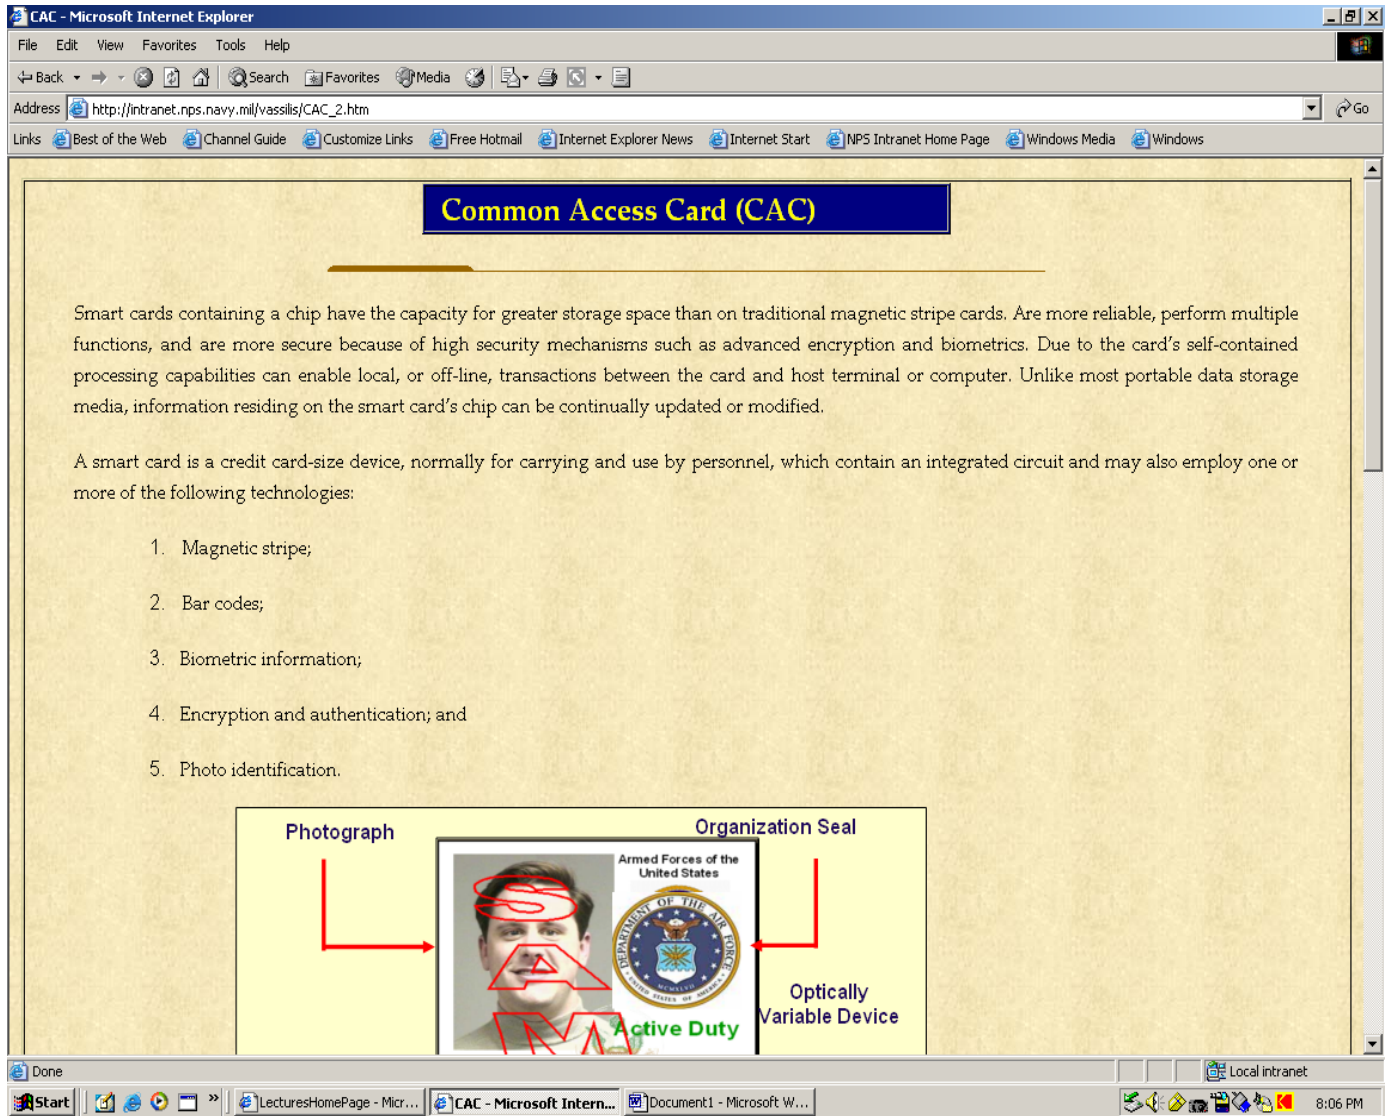 CAC - Microsoft Internet Explorer
File Edit View Favorites Tools Help
Back Search Favorites Media
Address http://intranet.nps.navy.mil/vassilis/CAC_2.htm Go
Links Best of the Web Channel Guide Customize Links Free Hotmail Internet Explorer News Internet Start NPS Intranet Home Page Windows Media Windows
Common Access Card (CAC)
Smart cards containing a chip have the capacity for greater storage space than on traditional magnetic stripe cards. Are more reliable, perform multiple
functions, and are more secure because of high security mechanisms such as advanced encryption and biometrics. Due to the card's self-contained
processing capabilities can enable local, or off-line, transactions between the card and host terminal or computer. Unlike most portable data storage
media, information residing on the smart card's chip can be continually updated or modified.
A smart card is a credit card-size device, normally for carrying and use by personnel, which contain an integrated circuit and may also employ one or
more of the following technologies:
1. Magnetic stripe;
2. Bar codes;
3. Biometric information;
4. Encryption and authentication; and
5. Photo identification.
Photograph
Organization Seal
Armed Forces of the
United States
DEPARTMENT OF THE AIR FORCE
MCMXLVII
UNITED STATES OF AMERICA
S
A
M
Active Duty
Optically
Variable Device
Done Local intranet
Start » LecturesHomePage - Micr... CAC - Microsoft Intern... Document1 - Microsoft W... 8:06 PM